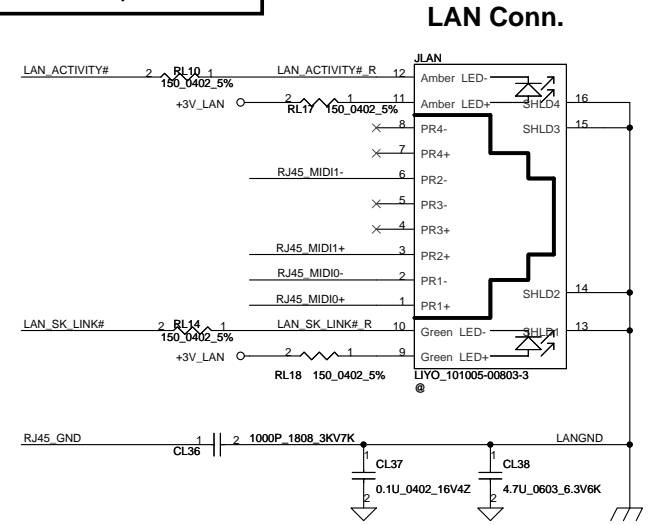 LAN Conn.
JLAN
LAN_ACTIVITY# 2 RL10 1 LAN_ACTIVITY#_R 12 Amber LED-
150_0402_5%
+3V_LAN 2 1 11 Amber LED+ SHLD4 16
RL17 150_0402_5%
8 PR4- SHLD3 15
7 PR4+
RJ45_MIDI1- 6 PR2-
5 PR3-
4 PR3+
RJ45_MIDI1+ 3 PR2+
RJ45_MIDI0- 2 PR1-
SHLD2 14
RJ45_MIDI0+ 1 PR1+
LAN_SK_LINK# 2 RL14 1 LAN_SK_LINK#_R 10 Green LED- SHLD1 13
150_0402_5%
+3V_LAN 2 1 9 Green LED+
RL18 150_0402_5% LIYO_101005-00803-3
@
RJ45_GND 1 2 1000P_1808_3KV7K LANGND
CL36
1 CL37 1 CL38
0.1U_0402_16V4Z 4.7U_0603_6.3V6K
2 2